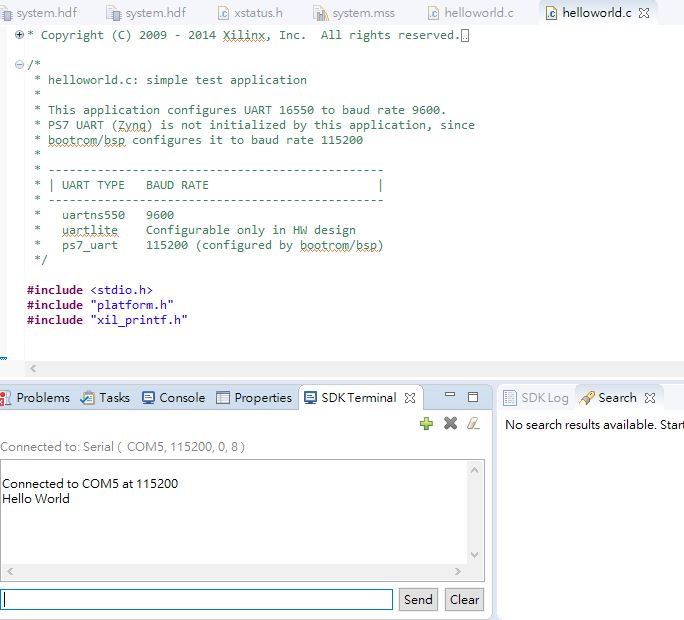 system.hdf system.hdf xstatus.h system.mss helloworld.c helloworld.c
* Copyright (C) 2009 - 2014 Xilinx, Inc.  All rights reserved.
/*
 * helloworld.c: simple test application
 *
 * This application configures UART 16550 to baud rate 9600.
 * PS7 UART (Zynq) is not initialized by this application, since
 * bootrom/bsp configures it to baud rate 115200
 *
 * ------------------------------------------------
 * | UART TYPE   BAUD RATE                        |
 * ------------------------------------------------
 *   uartns550   9600
 *   uartlite    Configurable only in HW design
 *   ps7_uart    115200 (configured by bootrom/bsp)
 */
#include <stdio.h>
#include "platform.h"
#include "xil_printf.h"
Problems Tasks Console Properties SDK Terminal
Connected to: Serial ( COM5, 115200, 0, 8 )
Connected to COM5 at 115200
Hello World
Send Clear
SDK Log Search
No search results available. Start